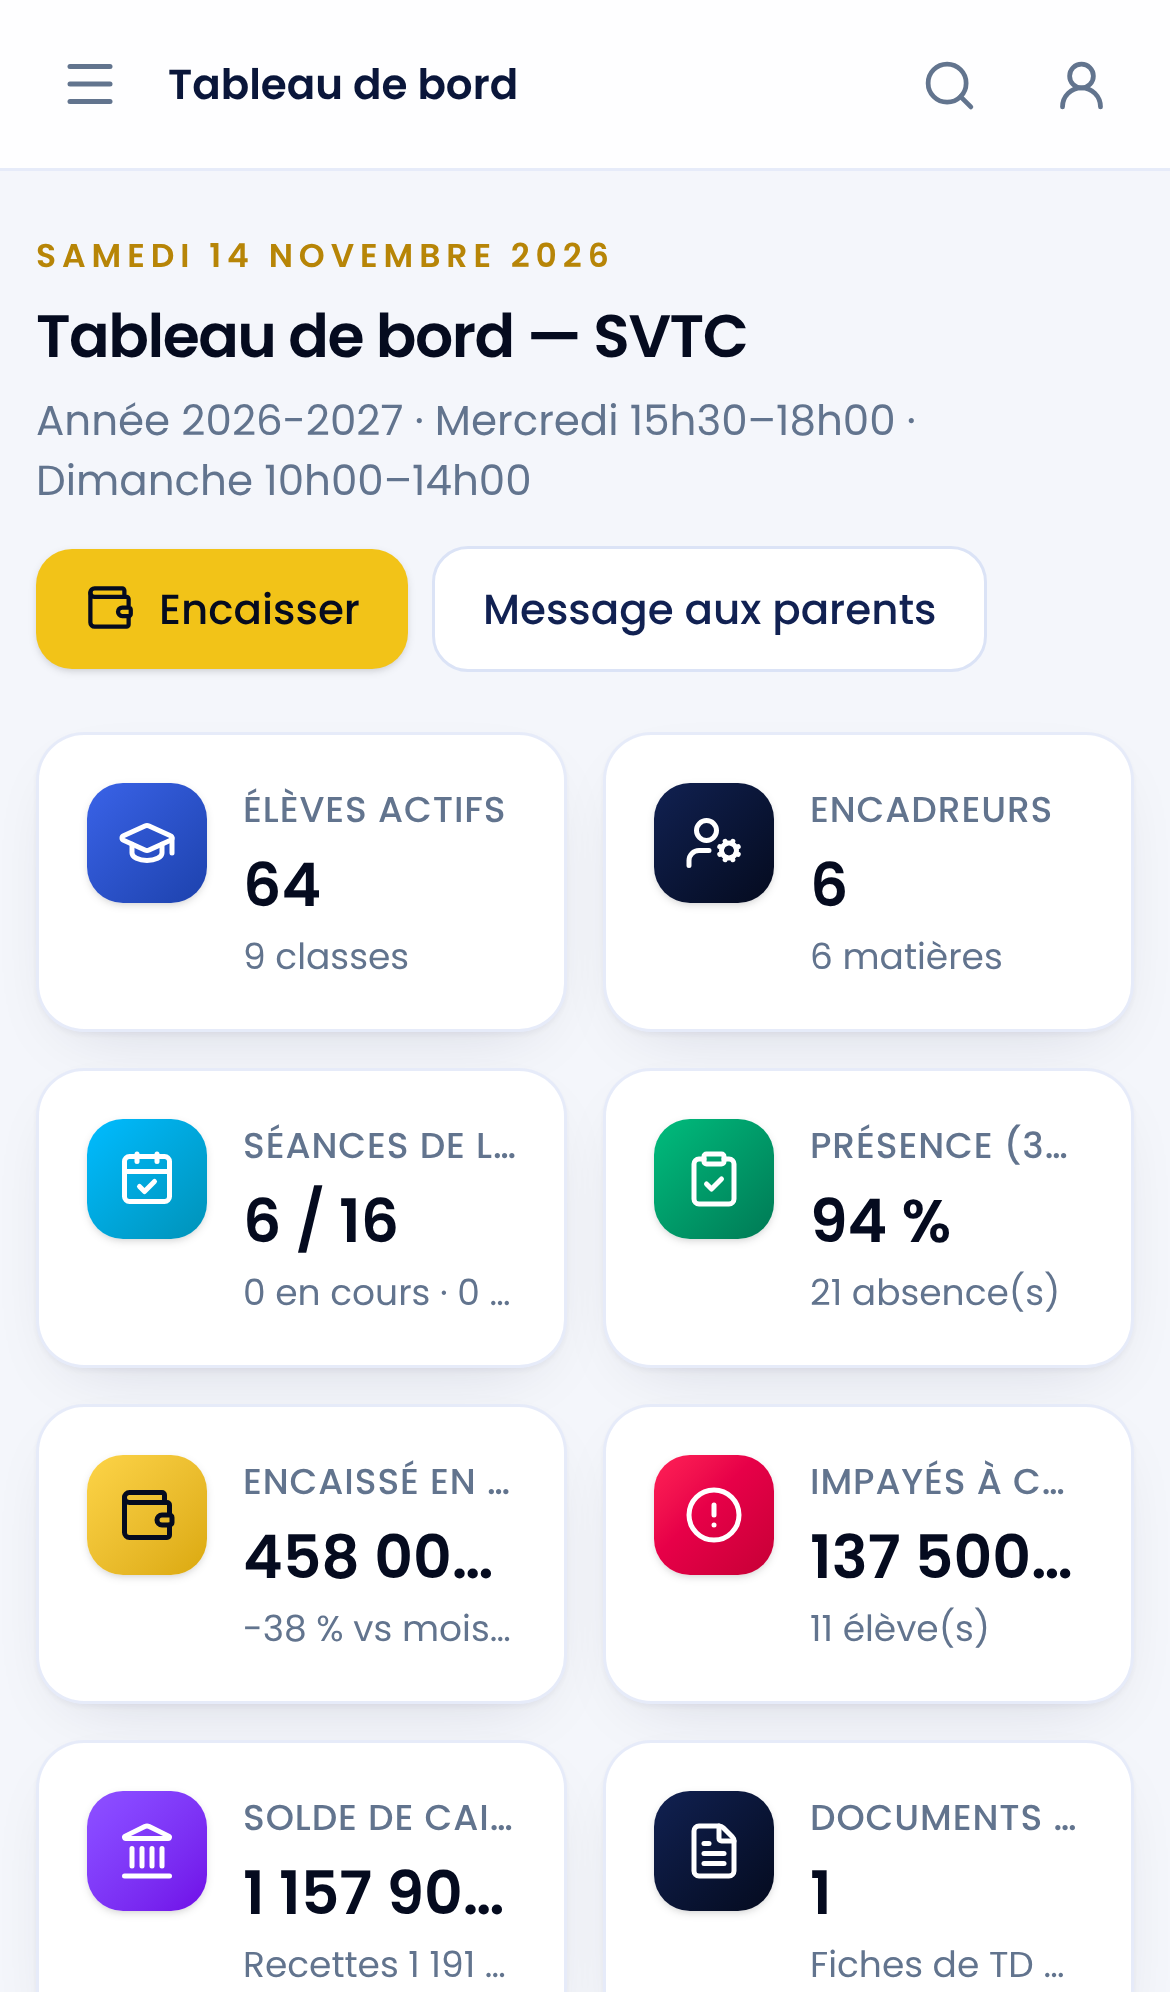 Tableau de bord
SAMEDI 14 NOVEMBRE 2026
Tableau de bord — SVTC
Année 2026-2027 · Mercredi 15h30–18h00 ·
Dimanche 10h00–14h00
Encaisser
Message aux parents
ÉLÈVES ACTIFS
64
9 classes
ENCADREURS
6
6 matières
SÉANCES DE L...
6 / 16
0 en cours · 0 ...
PRÉSENCE (3...
94 %
21 absence(s)
ENCAISSÉ EN ...
458 00...
-38 % vs mois...
IMPAYÉS À C...
137 500...
11 élève(s)
SOLDE DE CAI...
1 157 90...
Recettes 1 191 ...
DOCUMENTS ...
1
Fiches de TD ...